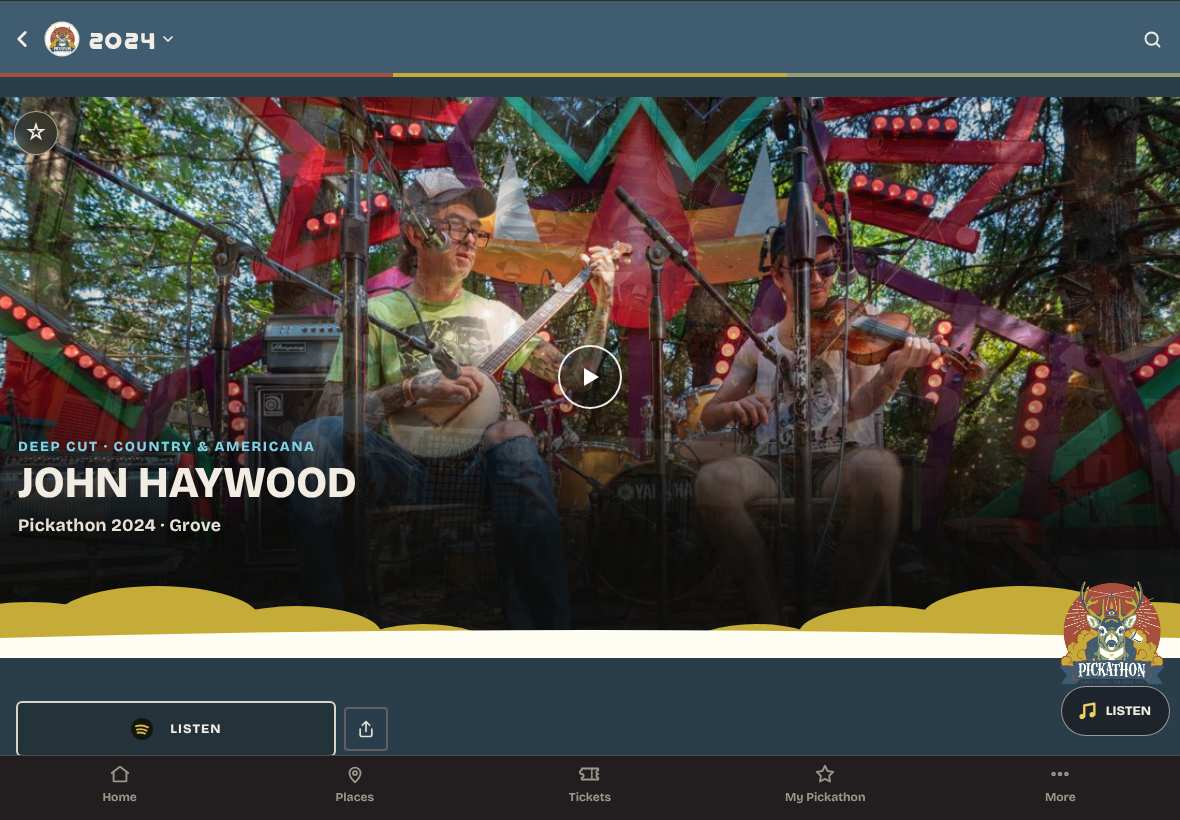 2024
YAMAHA
DEEP CUT · COUNTRY & AMERICANA
JOHN HAYWOOD
Pickathon 2024 · Grove
PICKATHON
LISTEN
LISTEN
Home
Places
Tickets
My Pickathon
More